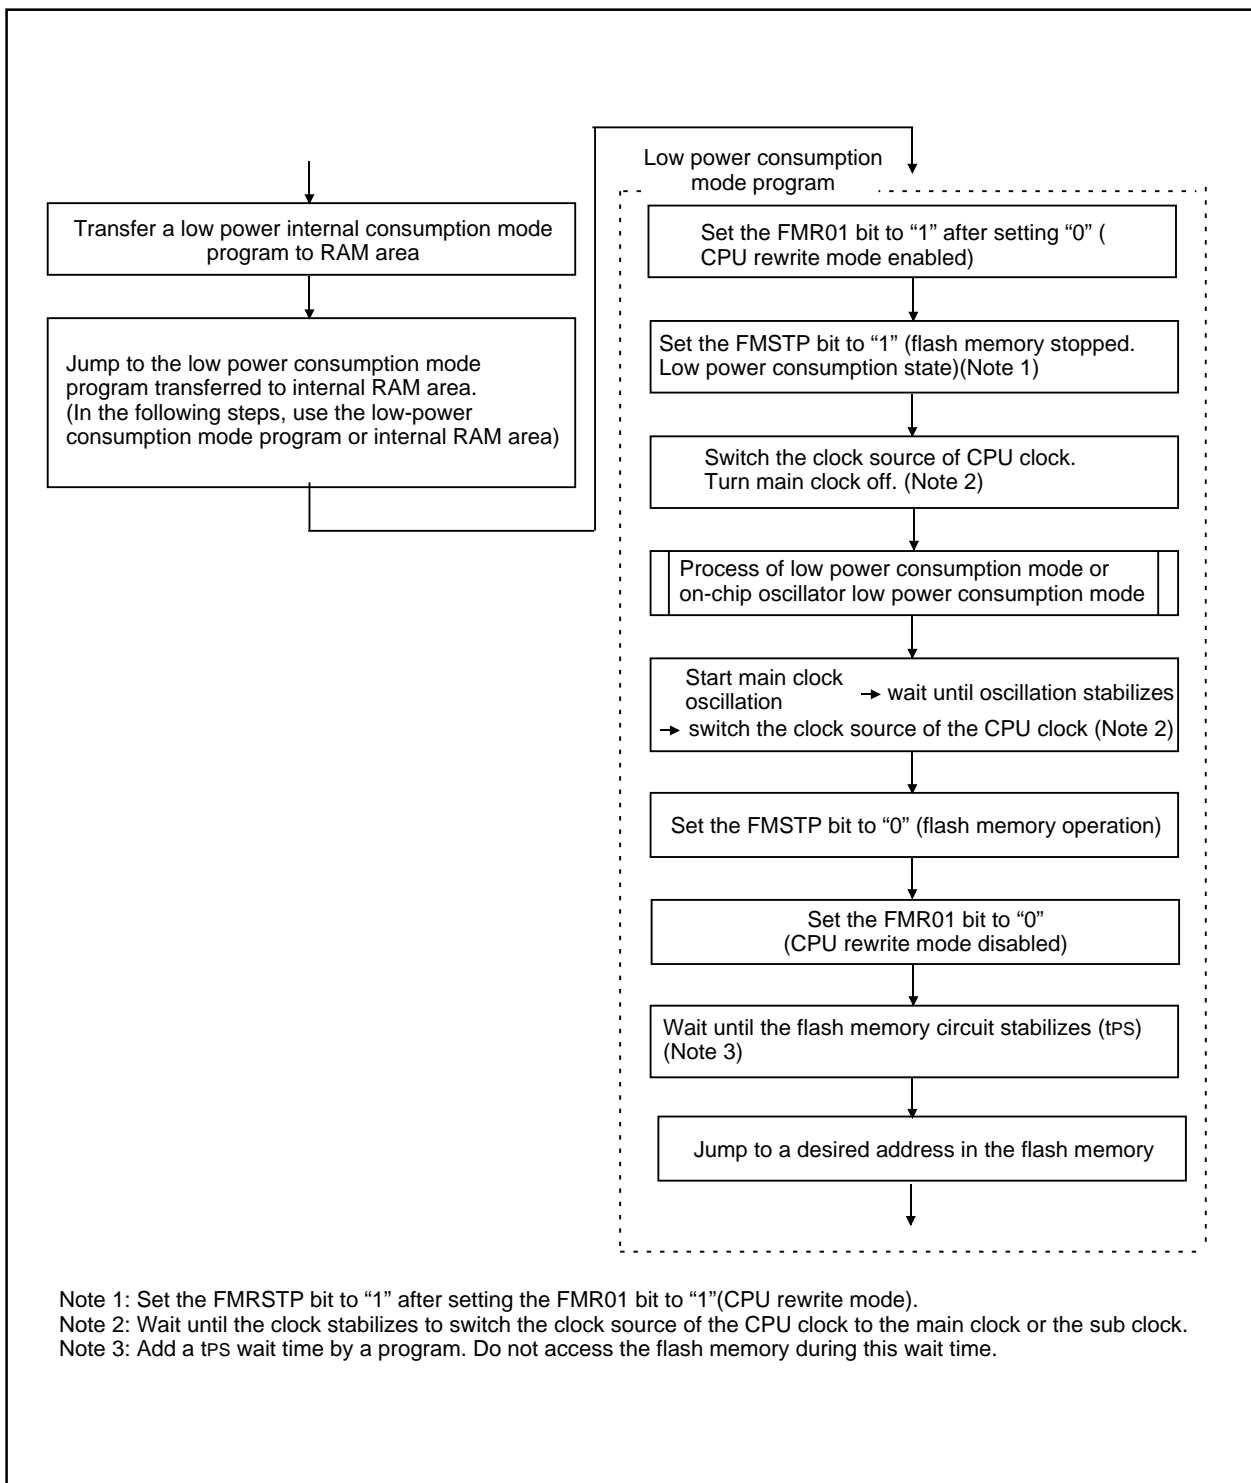 Transfer a low power internal consumption mode
program to RAM area
Jump to the low power consumption mode
program transferred to internal RAM area.
(In the following steps, use the low-power
consumption mode program or internal RAM area)
Low power consumption
mode program
Set the FMR01 bit to “1” after setting “0” (
CPU rewrite mode enabled)
Set the FMSTP bit to “1” (flash memory stopped.
Low power consumption state)(Note 1)
Switch the clock source of CPU clock.
Turn main clock off. (Note 2)
Process of low power consumption mode or
on-chip oscillator low power consumption mode
Start main clock
oscillation
→ wait until oscillation stabilizes
→ switch the clock source of the CPU clock (Note 2)
Set the FMSTP bit to “0” (flash memory operation)
Set the FMR01 bit to “0”
(CPU rewrite mode disabled)
Wait until the flash memory circuit stabilizes (tPS)
(Note 3)
Jump to a desired address in the flash memory
Note 1: Set the FMRSTP bit to “1” after setting the FMR01 bit to “1”(CPU rewrite mode).
Note 2: Wait until the clock stabilizes to switch the clock source of the CPU clock to the main clock or the sub clock.
Note 3: Add a tPS wait time by a program. Do not access the flash memory during this wait time.